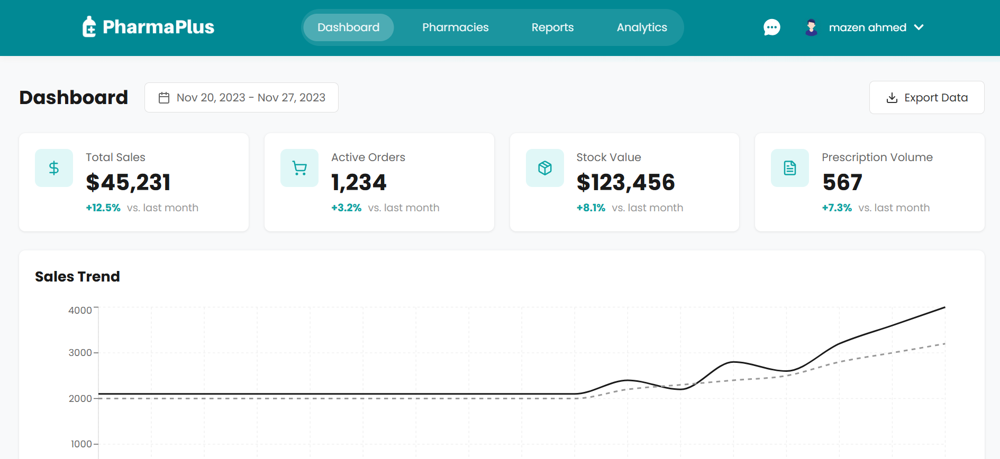 PharmaPlus
Dashboard
Pharmacies
Reports
Analytics
mazen ahmed
Dashboard
Nov 20, 2023 - Nov 27, 2023
Export Data
Total Sales
$45,231
+12.5% vs. last month
Active Orders
1,234
+3.2% vs. last month
Stock Value
$123,456
+8.1% vs. last month
Prescription Volume
567
+7.3% vs. last month
Sales Trend
4000
3000
2000
1000